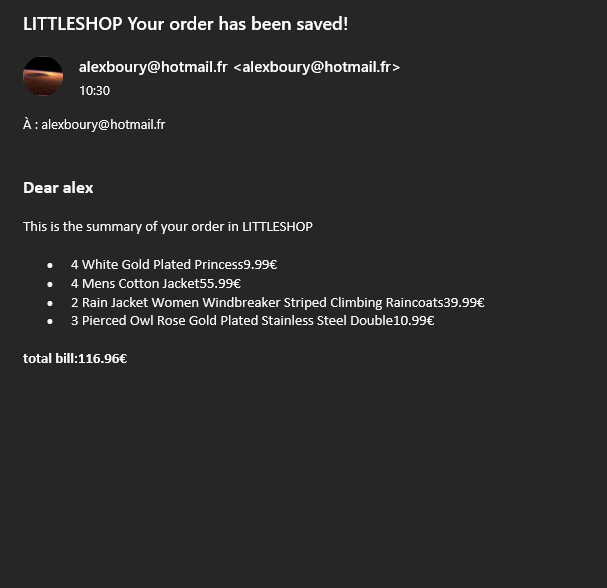 LITTLESHOP Your order has been saved!
alexboury@hotmail.fr <alexboury@hotmail.fr>
10:30
À : alexboury@hotmail.fr
Dear alex
This is the summary of your order in LITTLESHOP
• 4 White Gold Plated Princess9.99€
• 4 Mens Cotton Jacket55.99€
• 2 Rain Jacket Women Windbreaker Striped Climbing Raincoats39.99€
• 3 Pierced Owl Rose Gold Plated Stainless Steel Double10.99€
total bill:116.96€